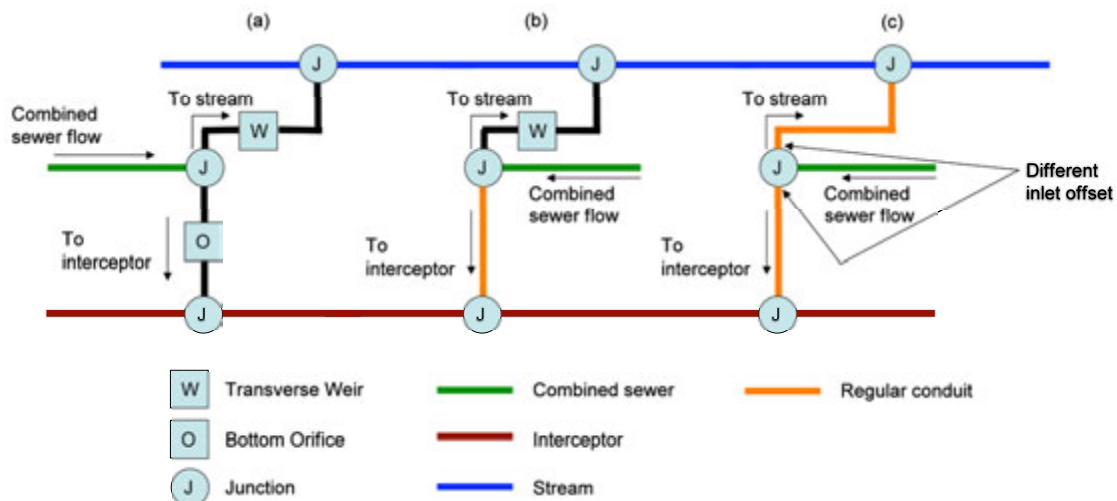 (a)
(b)
(c)
J
J
J
To stream
To stream
To stream
Combined
sewer flow
W
W
J
J
J
Different
inlet offset
Combined
sewer flow
Combined
sewer flow
To
interceptor
O
To
interceptor
To
interceptor
J
J
J
W Transverse Weir
Combined sewer
Regular conduit
O Bottom Orifice
Interceptor
J Junction
Stream